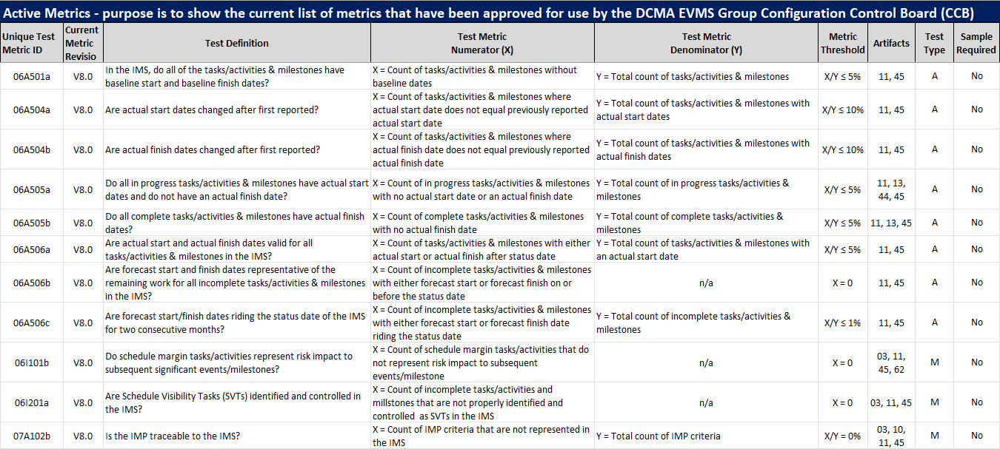 Active Metrics - purpose is to show the current list of metrics that have been approved for use by the DCMA EVMS Group Configuration Control Board (CCB)
Unique Test
Metric ID
Current
Metric
Revisio
Test Definition
Test Metric
Numerator (X)
Test Metric
Denominator (Y)
Metric
Threshold
Artifacts
Test
Type
Sample
Required
06A501a
V8.0
In the IMS, do all of the tasks/activities & milestones have
baseline start and baseline finish dates?
X = Count of tasks/activities & milestones without
baseline dates
Y = Total count of tasks/activities & milestones
X/Y ≤ 5%
11, 45
A
No
06A504a
V8.0
Are actual start dates changed after first reported?
X = Count of tasks/activities & milestones where
actual start date does not equal previously reported
actual start date
Y = Total count of tasks/activities & milestones with
actual start dates
X/Y ≤ 10%
11, 45
A
No
06A504b
V8.0
Are actual finish dates changed after first reported?
X = Count of tasks/activities & milestones where
actual finish date does not equal previously reported
actual finish date
Y = Total count of tasks/activities & milestones with
actual finish dates
X/Y ≤ 10%
11, 45
A
No
06A505a
V8.0
Do all in progress tasks/activities & milestones have actual start
dates and do not have an actual finish date?
X = Count of in progress tasks/activities & milestones
with no actual start date or an actual finish date
Y = Total count of in progress tasks/activities &
milestones
X/Y ≤ 5%
11, 13,
44, 45
A
No
06A505b
V8.0
Do all complete tasks/activities & milestones have actual finish
dates?
X = Count of complete tasks/activities & milestones
with no actual finish date
Y = Total count of complete tasks/activities &
milestones
X/Y ≤ 5%
11, 13, 45
A
No
06A506a
V8.0
Are actual start and actual finish dates valid for all
tasks/activities & milestones in the IMS?
X = Count of tasks/activities & milestones with either
actual start or actual finish after status date
Y = Total count of tasks/activities & milestones with
an actual start date
X/Y ≤ 5%
11, 45
A
No
06A506b
V8.0
Are forecast start and finish dates representative of the
remaining work for all incomplete tasks/activities & milestones
in the IMS?
X = Count of incomplete tasks/activities & milestones
with either forecast start or forecast finish on or
before the status date
n/a
X = 0
11, 45
A
No
06A506c
V8.0
Are forecast start/finish dates riding the status date of the IMS
for two consecutive months?
X = Count of incomplete tasks/activities & milestones
with either forecast start or forecast finish date
riding the status date
Y = Total count of incomplete tasks/activities &
milestones
X/Y ≤ 1%
11, 45
A
No
06I101b
V8.0
Do schedule margin tasks/activities represent risk impact to
subsequent significant events/milestones?
X = Count of schedule margin tasks/activities that do
not represent risk impact to subsequent
events/milestone
n/a
X = 0
03, 11,
45, 62
M
No
06I201a
V8.0
Are Schedule Visibility Tasks (SVTs) identified and controlled in
the IMS?
X = Count of incomplete tasks/activities and
millstones that are not properly identified and
controlled  as SVTs in the IMS
n/a
X = 0
03, 11, 45
M
No
07A102b
V8.0
Is the IMP traceable to the IMS?
X = Count of IMP criteria that are not represented in
the IMS
Y = Total count of IMP criteria
X/Y = 0%
03, 10,
11, 45
M
No